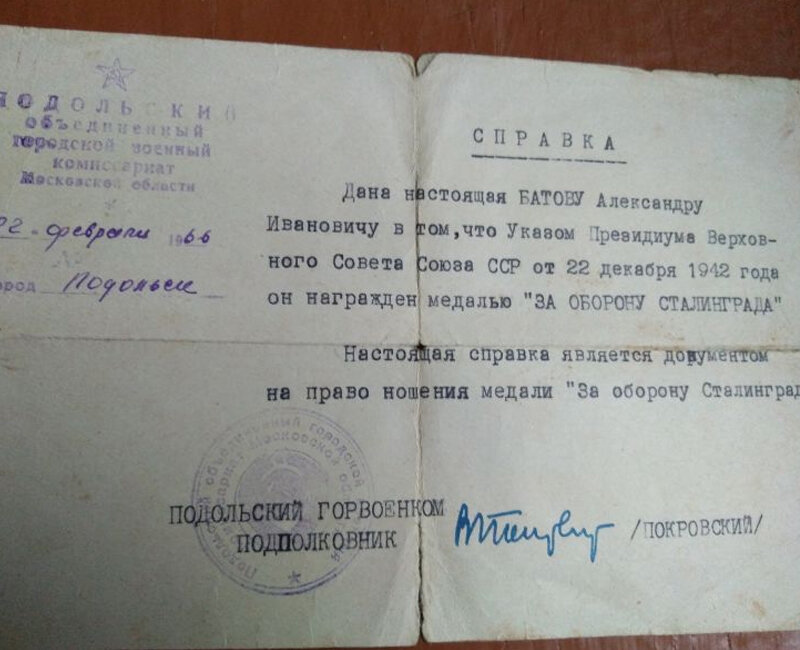 ПОДОЛЬСКИЙ
объединенный
городской военный
комиссариат
Московской области
22 февраля 1966
город Подольск
СПРАВКА
Дана настоящая БАТОВУ Александру
Ивановичу в том, что Указом Президиума Верхов-
ного Совета Союза ССР от 22 декабря 1942 года
он награжден медалью "ЗА ОБОРОНУ СТАЛИНГРАДА"
Настоящая справка является документом
на право ношения медали "За оборону Сталинград
ПОДОЛЬСКИЙ ГОРВОЕНКОМ
ПОДПОЛКОВНИК
/ПОКРОВСКИЙ/